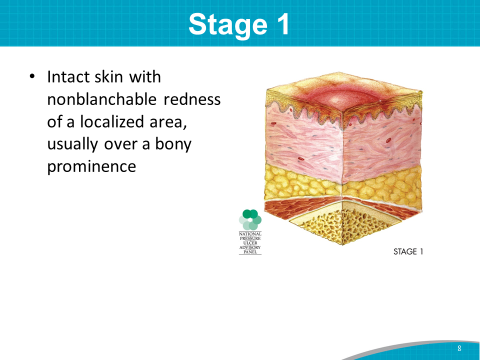 Stage 1
• Intact skin with
nonblanchable redness
of a localized area,
usually over a bony
prominence
NATIONAL
PRESSURE
ULCER
ADVISORY
PANEL
STAGE 1
8